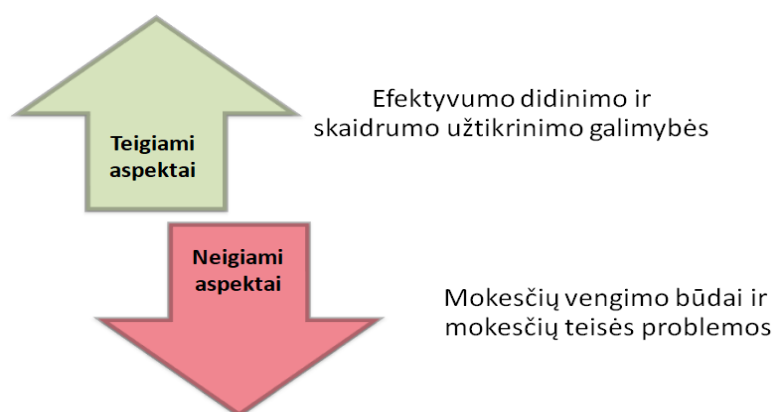 Efektyvumo didinimo ir
skaidrumo užtikrinimo galimybės
Teigiami
aspektai
Neigiami
aspektai
Mokesčių vengimo būdai ir
mokesčių teisės problemos